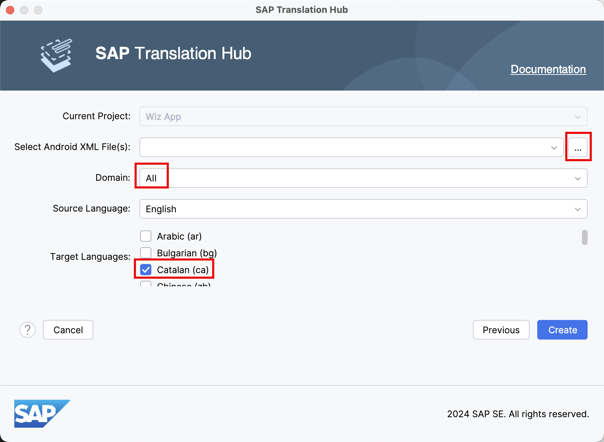 SAP Translation Hub
SAP Translation Hub
Documentation
Current Project: Wiz App
Select Android XML File(s): ...
Domain: All
Source Language: English
Arabic (ar)
Target Languages: Bulgarian (bg)
Catalan (ca)
Chinese (zh)
? Cancel Previous Create
SAP 2024 SAP SE. All rights reserved.